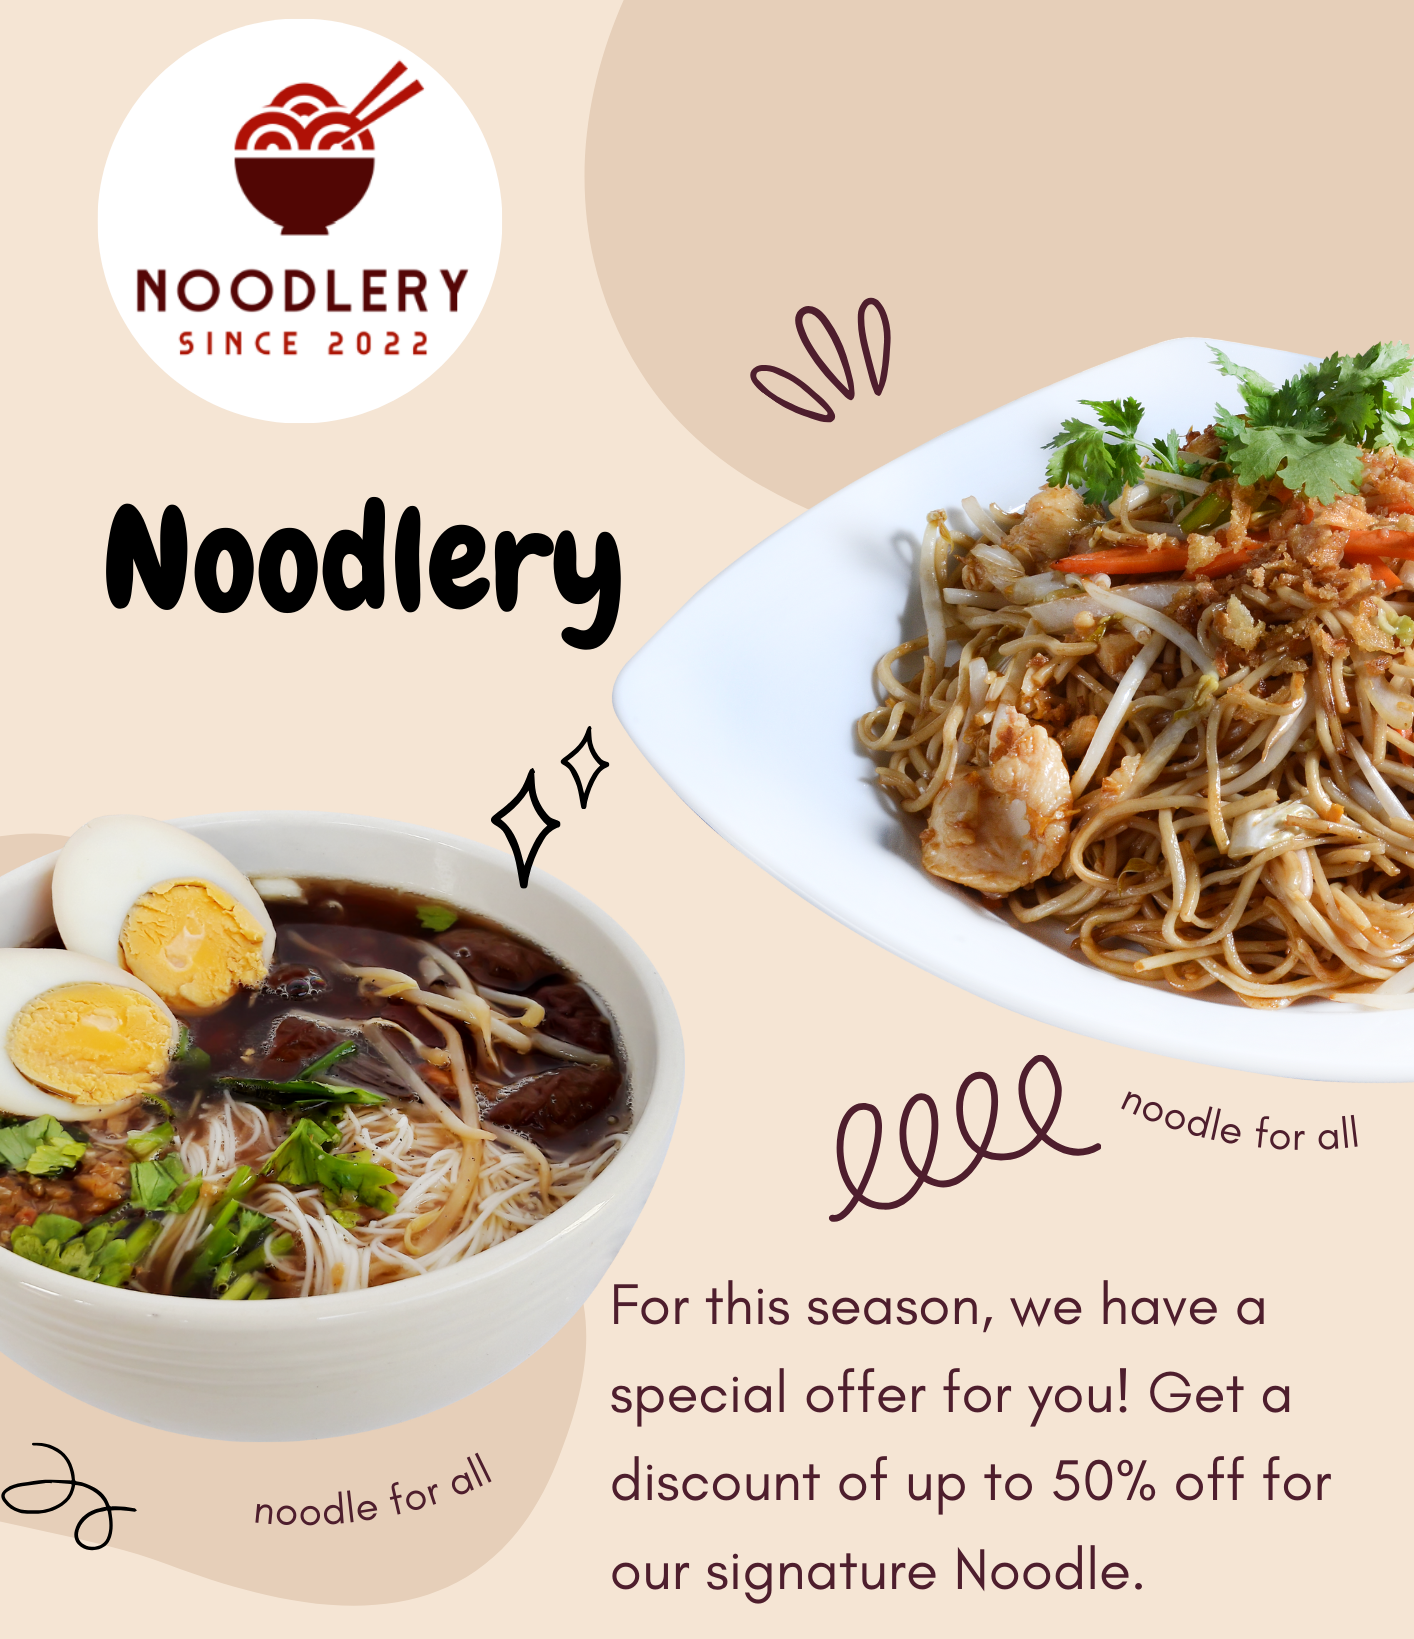 NOODLERY
SINCE 2022
Noodlery
noodle for all
For this season, we have a
special offer for you! Get a
discount of up to 50% off for
our signature Noodle.
noodle for all